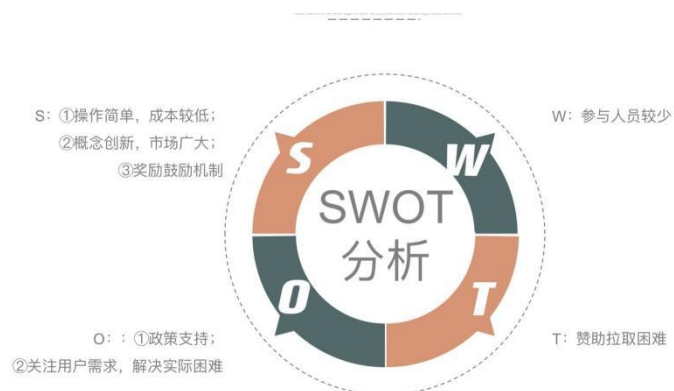 S：①操作简单，成本较低；
②概念创新，市场广大；
③奖励鼓励机制
W：参与人员较少
S
W
SWOT
分析
O
T
O：：①政策支持；
②关注用户需求，解决实际困难
T：赞助拉取困难